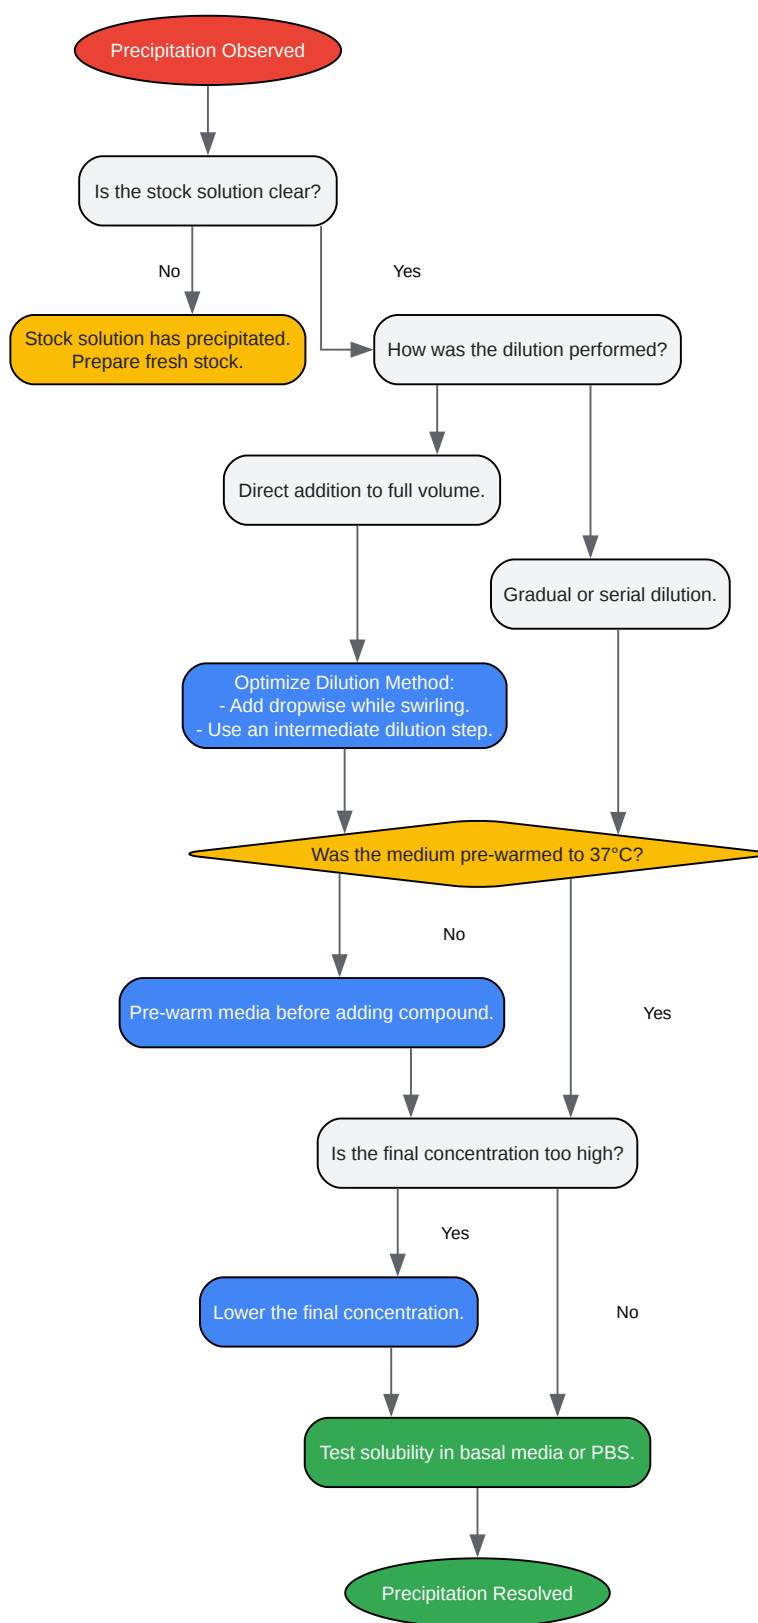 Precipitation Observed
Is the stock solution clear?
No
Yes
Stock solution has precipitated.
Prepare fresh stock.
How was the dilution performed?
Direct addition to full volume.
Gradual or serial dilution.
Optimize Dilution Method:
- Add dropwise while swirling.
- Use an intermediate dilution step.
Was the medium pre-warmed to 37°C?
No
Pre-warm media before adding compound.
Yes
Is the final concentration too high?
Yes
Lower the final concentration.
No
Test solubility in basal media or PBS.
Precipitation Resolved